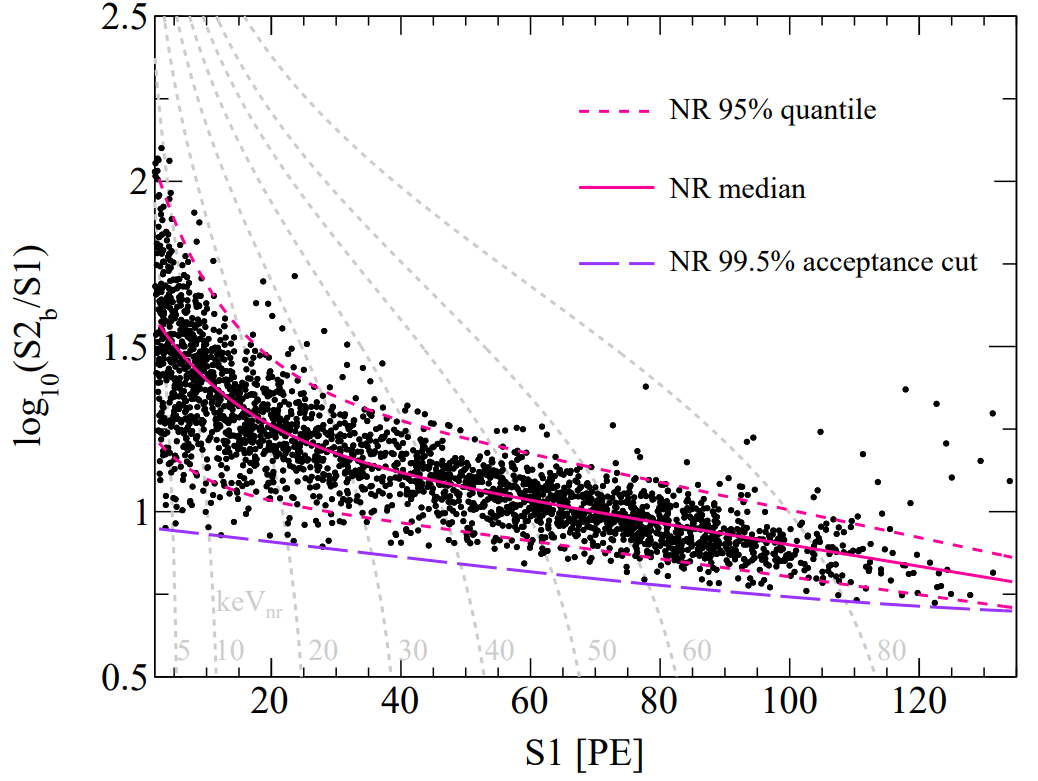 2.5
2
1.5
1
0.5
log10(S2b/S1)
NR 95% quantile
NR median
NR 99.5% acceptance cut
keVnr
5 10 20 30 40 50 60 80
20 40 60 80 100 120
S1 [PE]